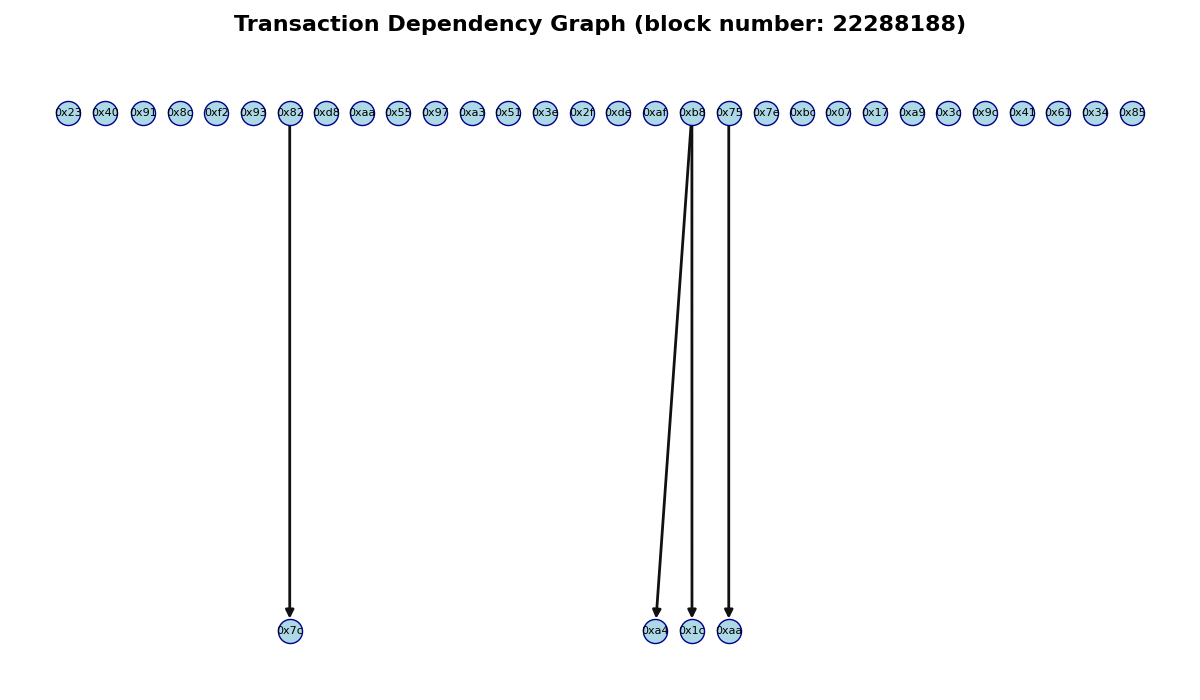 Transaction Dependency Graph (block number: 22288188)
0x23 0x40 0x91 0x8c 0xf2 0x93 0x82 0xd8 0xaa 0x55 0x97 0xa3 0x51 0x3e 0x2f 0xde 0xaf 0xb8 0x75 0x7e 0xbc 0x07 0x17 0xa9 0x3c 0x9c 0x41 0x61 0x34 0x85
0x7c 0xa4 0x1c 0xaa